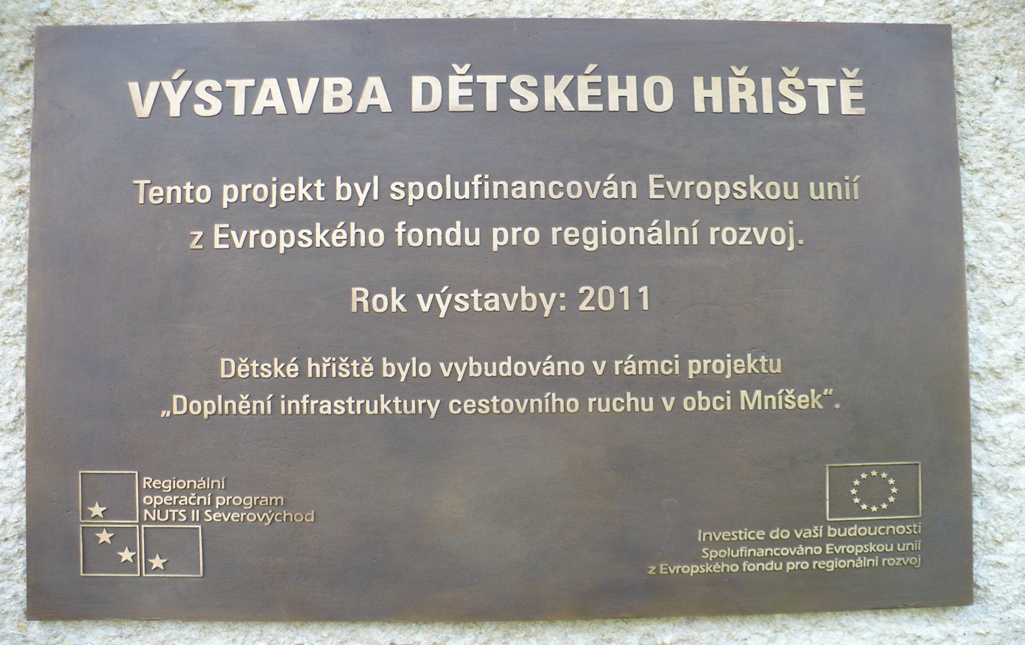 VÝSTAVBA DĚTSKÉHO HŘIŠTĚ
Tento projekt byl spolufinancován Evropskou unií
z Evropského fondu pro regionální rozvoj.
Rok výstavby: 2011
Dětské hřiště bylo vybudováno v rámci projektu
„Doplnění infrastruktury cestovního ruchu v obci Mníšek“.
Regionální
operační program
NUTS II Severovýchod
Investice do vaší budoucnosti
Spolufinancováno Evropskou unií
z Evropského fondu pro regionální rozvoj